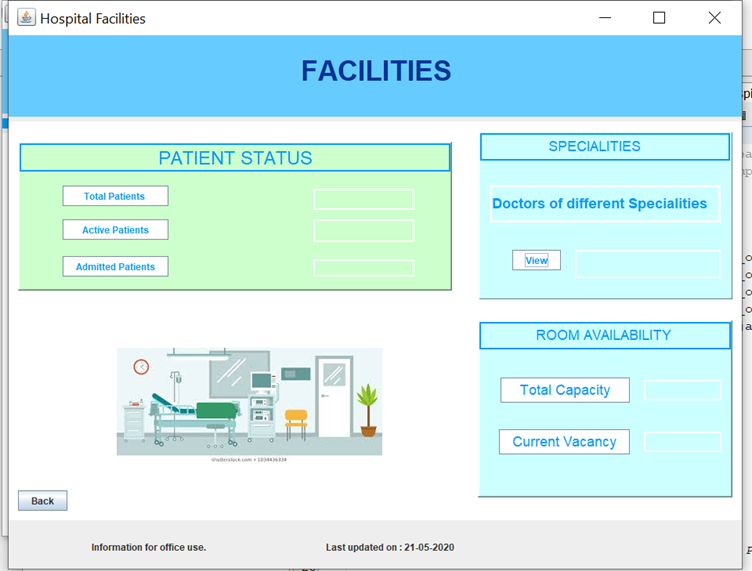 Hospital Facilities
FACILITIES
PATIENT STATUS
Total Patients
Active Patients
Admitted Patients
SPECIALITIES
Doctors of different Specialities
View
ROOM AVAILABILITY
Total Capacity
Current Vacancy
shutterstock.com • 1034436334
Back
Information for office use.
Last updated on : 21-05-2020